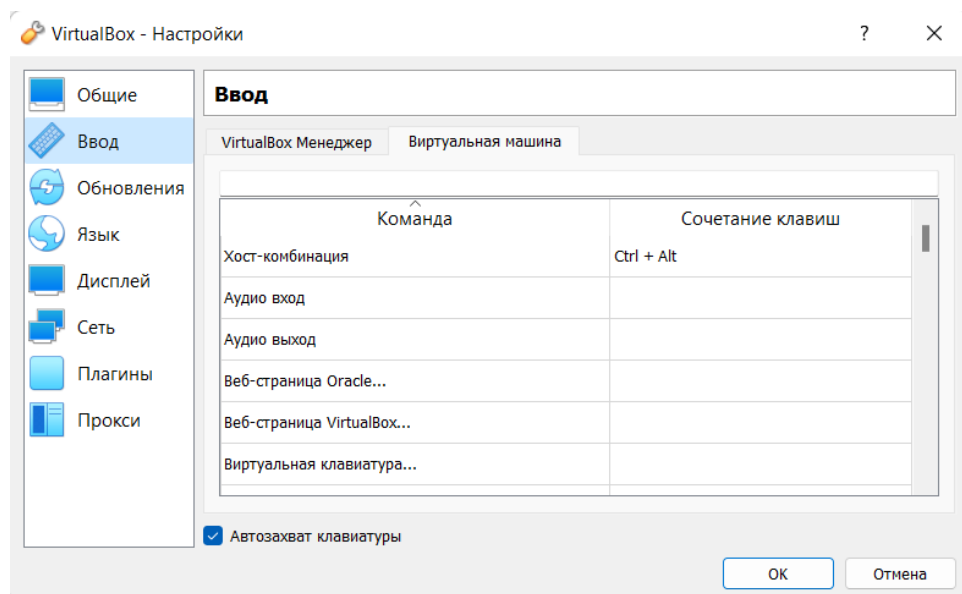 VirtualBox - Настройки
?
Общие
Ввод
Обновления
Язык
Дисплей
Сеть
Плагины
Прокси
Ввод
VirtualBox Менеджер
Виртуальная машина
Команда
Сочетание клавиш
Хост-комбинация
Ctrl + Alt
Аудио вход
Аудио выход
Веб-страница Oracle...
Веб-страница VirtualBox...
Виртуальная клавиатура...
Автозахват клавиатуры
OK
Отмена